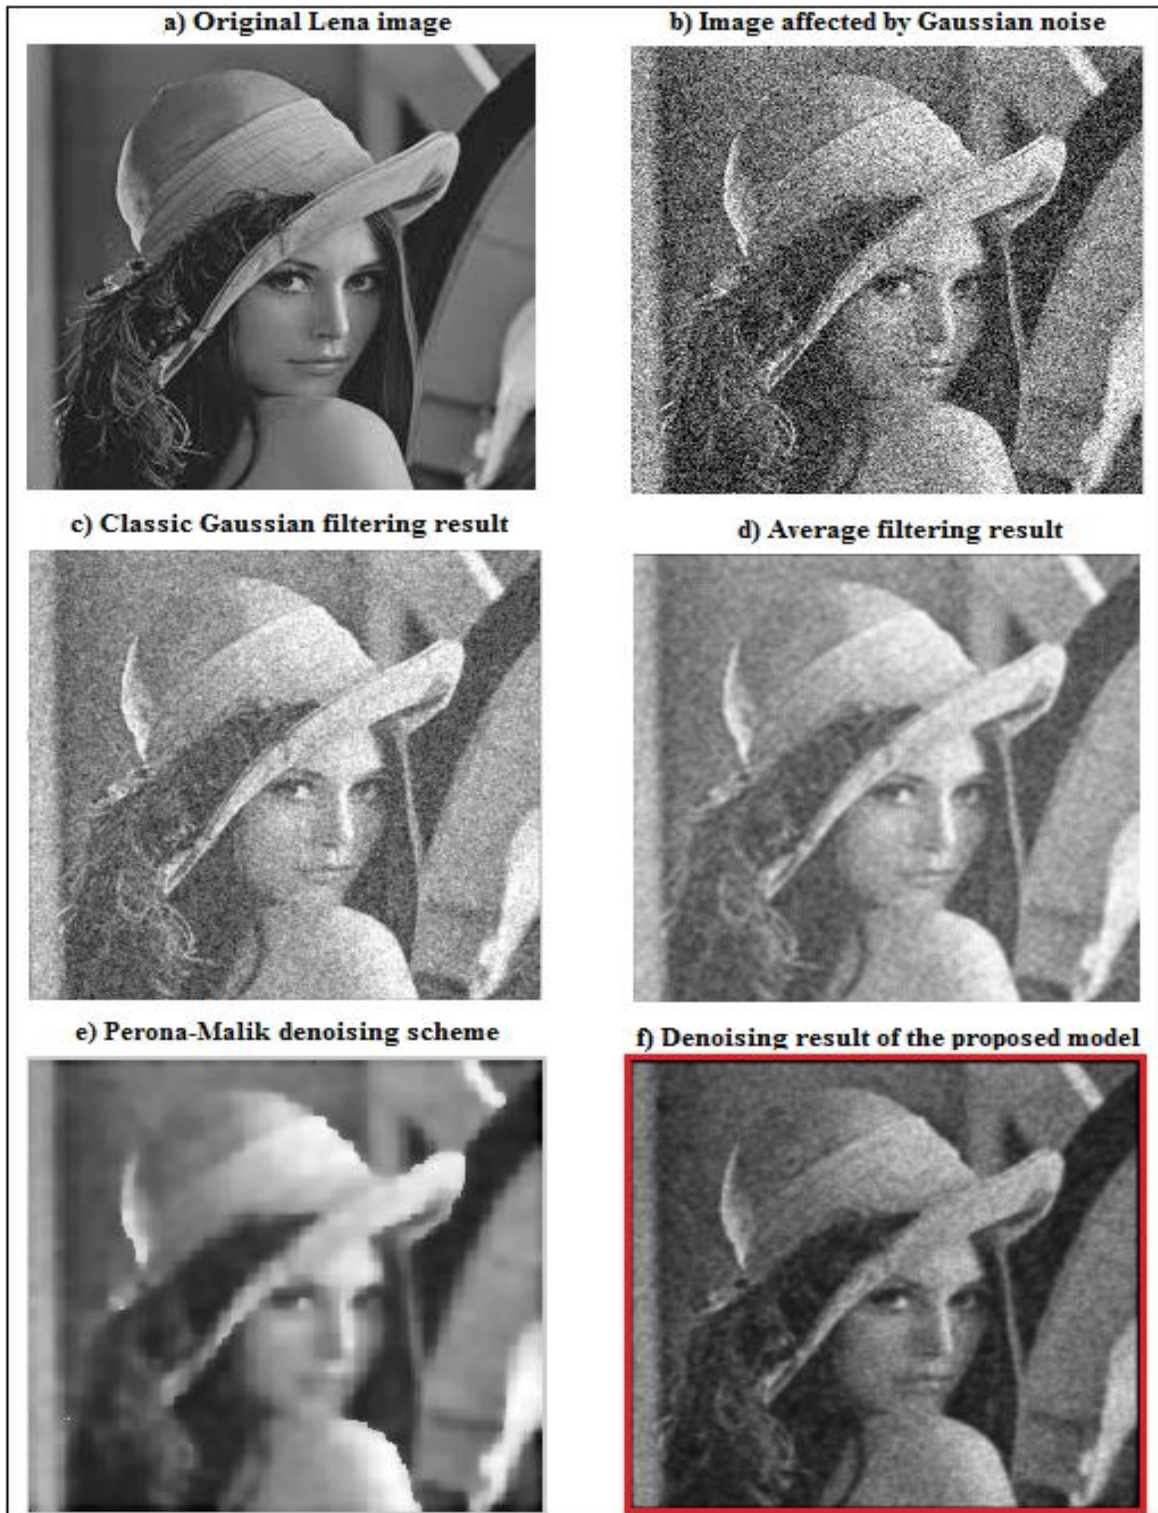 a) Original Lena image
b) Image affected by Gaussian noise
c) Classic Gaussian filtering result
d) Average filtering result
e) Perona-Malik denoising scheme
f) Denoising result of the proposed model